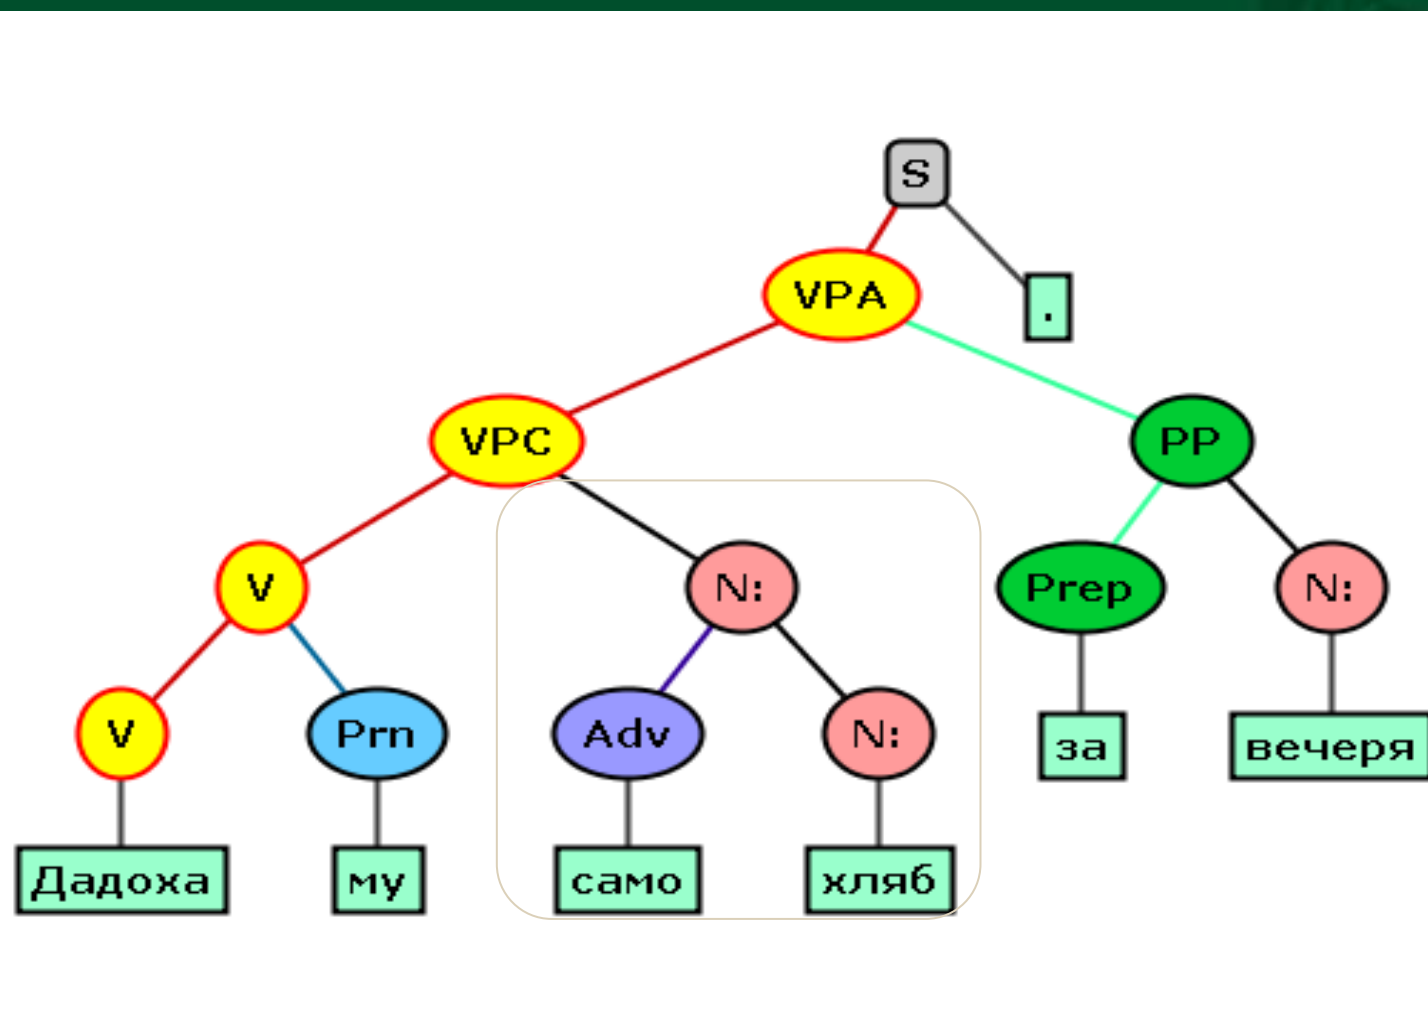 S
VPA
.
VPC
PP
V
N:
Prep
N:
V
Prn
Adv
N:
за
вечеря
Дадоха
му
само
хляб